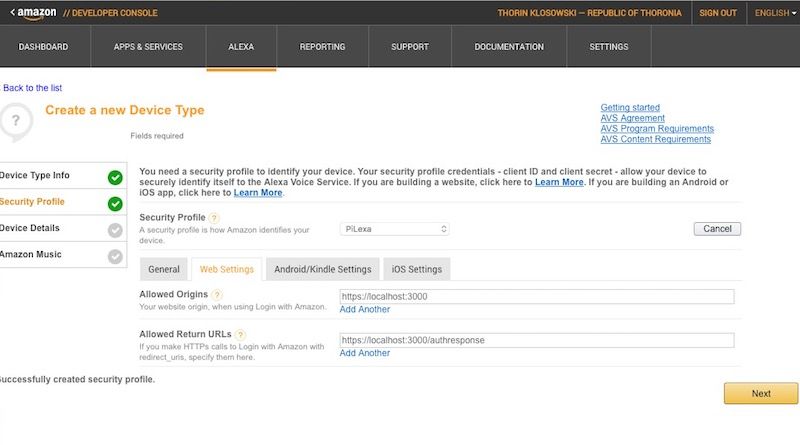 amazon // DEVELOPER CONSOLE
THORIN KLOSOWSKI — REPUBLIC OF THORONIA
SIGN OUT
ENGLISH
DASHBOARD
APPS & SERVICES
ALEXA
REPORTING
SUPPORT
DOCUMENTATION
SETTINGS
Back to the list
?
Create a new Device Type
Fields required
Getting started
AVS Agreement
AVS Program Requirements
AVS Content Requirements
Device Type Info
Security Profile
Device Details
Amazon Music
You need a security profile to identify your device. Your security profile credentials - client ID and client secret - allow your device to
securely identify itself to the Alexa Voice Service. If you are building a website, click here to Learn More. If you are building an Android or
iOS app, click here to Learn More.
Security Profile ?
A security profile is how Amazon identifies your
device.
PiLexa
Cancel
General
Web Settings
Android/Kindle Settings
iOS Settings
Allowed Origins ?
Your website origin, when using Login with Amazon.
https://localhost:3000
Add Another
Allowed Return URLs ?
If you make HTTPs calls to Login with Amazon with
redirect_uris, specify them here.
https://localhost:3000/authresponse
Add Another
uccessfully created security profile.
Next